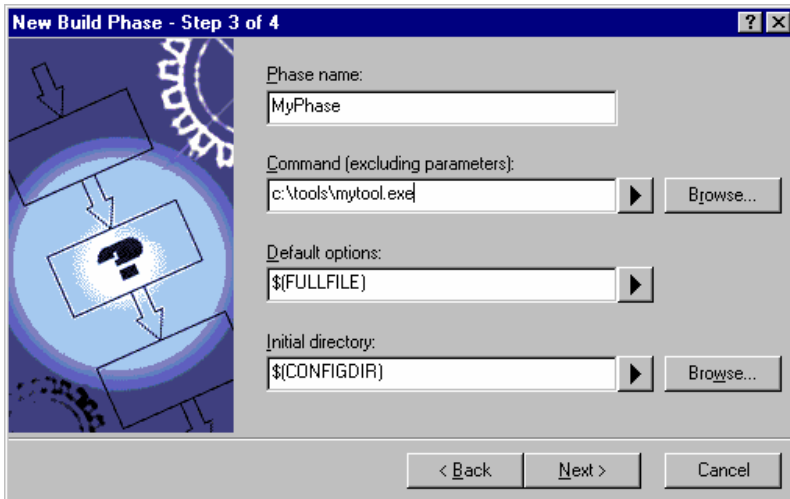 New Build Phase - Step 3 of 4
Phase name:
MyPhase
Command (excluding parameters):
c:\tools\mytool.exe
Browse...
Default options:
$(FULLFILE)
Initial directory:
$(CONFIGDIR)
Browse...
< Back Next > Cancel